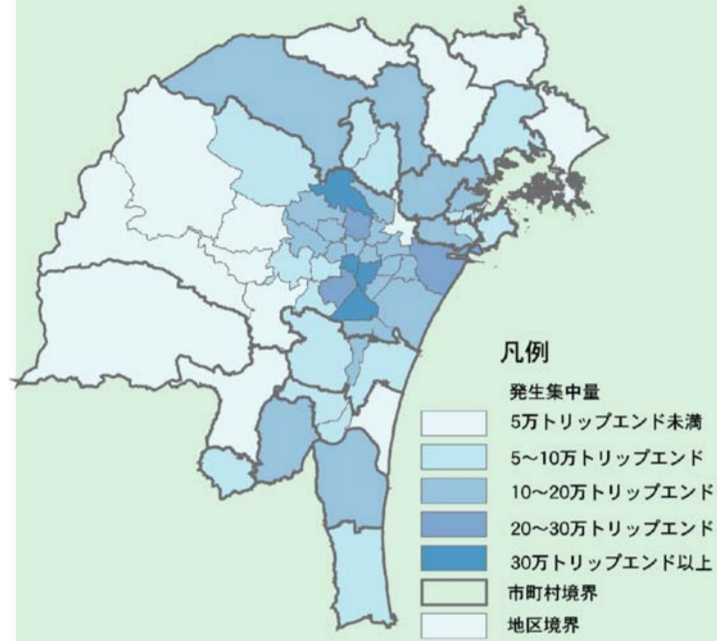 凡例
発生集中量
5万トリップエンド未満
5～10万トリップエンド
10～20万トリップエンド
20～30万トリップエンド
30万トリップエンド以上
市町村境界
地区境界